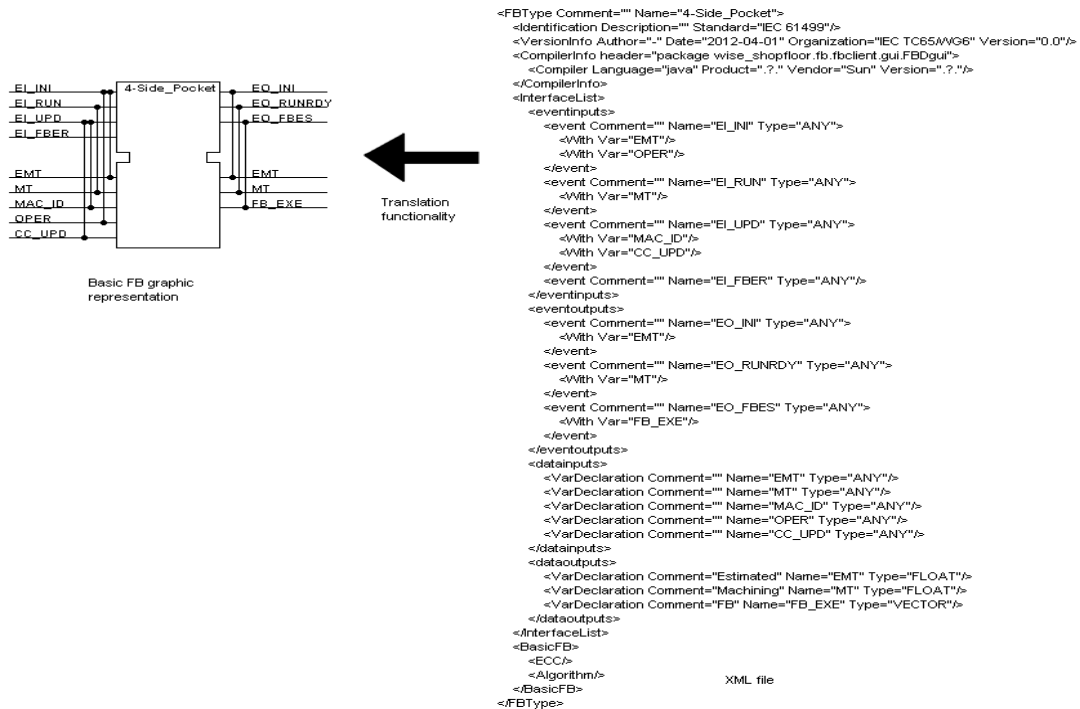 4-Side_Pocket
EI_INI
EI_RUN
EI_UPD
EI_FBER
EO_INI
EO_RUNRDY
EO_FBES
EMT
MT
MAC_ID
OPER
CC_UPD
EMT
MT
FB_EXE
Basic FB graphic
representation
Translation
functionality
<FBType Comment="" Name="4-Side_Pocket">
<Identification Description="" Standard="IEC 61499"/>
<VersionInfo Author="-" Date="2012-04-01" Organization="IEC TC65/WG6" Version="0.0"/>
<CompilerInfo header="package wise_shopfloor.fb.fbclient.gui.FBDgui">
<Compiler Language="java" Product=".?." Vendor="Sun" Version=".?."/>
</CompilerInfo>
<InterfaceList>
<eventinputs>
<event Comment="" Name="EI_INI" Type="ANY">
<With Var="EMT"/>
<With Var="OPER"/>
</event>
<event Comment="" Name="EI_RUN" Type="ANY">
<With Var="MT"/>
</event>
<event Comment="" Name="EI_UPD" Type="ANY">
<With Var="MAC_ID"/>
<With Var="CC_UPD"/>
</event>
<event Comment="" Name="EI_FBER" Type="ANY"/>
</eventinputs>
<eventoutputs>
<event Comment="" Name="EO_INI" Type="ANY">
<With Var="EMT"/>
</event>
<event Comment="" Name="EO_RUNRDY" Type="ANY">
<With Var="MT"/>
</event>
<event Comment="" Name="EO_FBES" Type="ANY">
<With Var="FB_EXE"/>
</event>
</eventoutputs>
<datainputs>
<VarDeclaration Comment="" Name="EMT" Type="ANY"/>
<VarDeclaration Comment="" Name="MT" Type="ANY"/>
<VarDeclaration Comment="" Name="MAC_ID" Type="ANY"/>
<VarDeclaration Comment="" Name="OPER" Type="ANY"/>
<VarDeclaration Comment="" Name="CC_UPD" Type="ANY"/>
</datainputs>
<dataoutputs>
<VarDeclaration Comment="Estimated" Name="EMT" Type="FLOAT"/>
<VarDeclaration Comment="Machining" Name="MT" Type="FLOAT"/>
<VarDeclaration Comment="FB" Name="FB_EXE" Type="VECTOR"/>
</dataoutputs>
</InterfaceList>
<BasicFB>
<ECC/>
<Algorithm/>
</BasicFB>
</FBType>
XML file